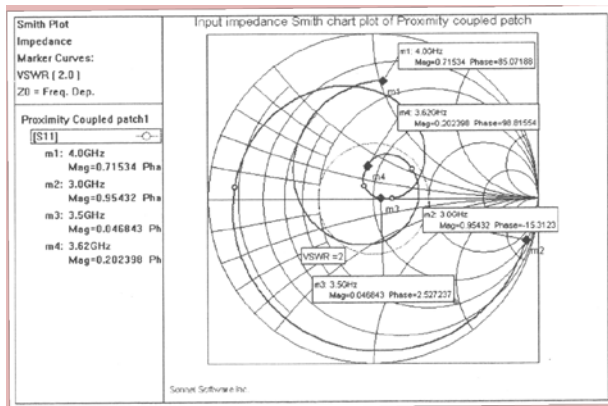 Smith Plot
Impedance
Marker Curves:
VSWR [ 2.0 ]
Z0 = Freq. Dep.
Proximity Coupled patch1
[S11]
m1: 4.0GHz
Mag=0.71534 Pha
m2: 3.0GHz
Mag=0.95432 Pha
m3: 3.5GHz
Mag=0.046843 Ph
m4: 3.62GHz
Mag=0.202398 Ph
Input impedance Smith chart plot of Proximity coupled patch
m1: 4.0GHz
Mag=0.71534 Phase=85.07188
m1
m4: 3.62GHz
Mag=0.202398 Phase=98.81554
m4
m3
m2: 3.0GHz
Mag=0.95432 Phase=-15.3123
m2
VSWR =2
m3: 3.5GHz
Mag=0.046843 Phase=2.527237
Sonnet Software Inc.